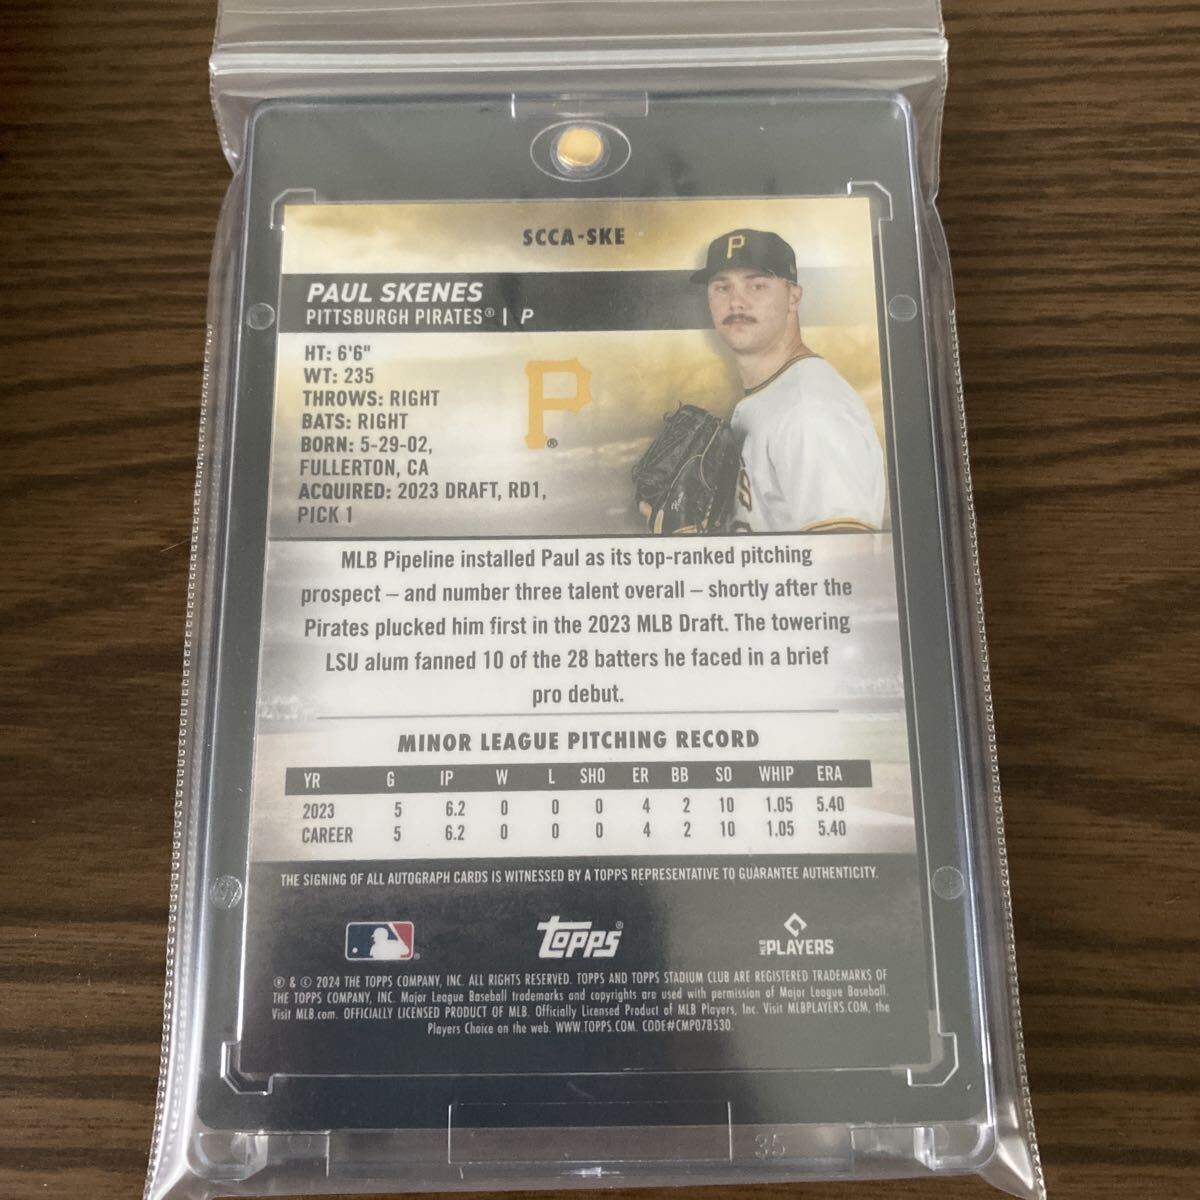 SCCA-SKE
P
PAUL SKENES
PITTSBURGH PIRATES® | P
HT: 6'6"
WT: 235
THROWS: RIGHT
BATS: RIGHT
BORN: 5-29-02,
FULLERTON, CA
ACQUIRED: 2023 DRAFT, RD1,
PICK 1
P®
MLB Pipeline installed Paul as its top-ranked pitching
prospect – and number three talent overall – shortly after the
Pirates plucked him first in the 2023 MLB Draft. The towering
LSU alum fanned 10 of the 28 batters he faced in a brief
pro debut.
MINOR LEAGUE PITCHING RECORD
YR G IP W L SHO ER BB SO WHIP ERA
2023 5 6.2 0 0 0 4 2 10 1.05 5.40
CAREER 5 6.2 0 0 0 4 2 10 1.05 5.40
THE SIGNING OF ALL AUTOGRAPH CARDS IS WITNESSED BY A TOPPS REPRESENTATIVE TO GUARANTEE AUTHENTICITY.
topps®
MLB PLAYERS
® & © 2024 THE TOPPS COMPANY, INC. ALL RIGHTS RESERVED. TOPPS AND TOPPS STADIUM CLUB ARE REGISTERED TRADEMARKS OF
THE TOPPS COMPANY, INC. Major League Baseball trademarks and copyrights are used with permission of Major League Baseball.
Visit MLB.com. OFFICIALLY LICENSED PRODUCT OF MLB. Officially Licensed Product of MLB Players, Inc. Visit MLBPLAYERS.COM, the
Players Choice on the web. WWW.TOPPS.COM. CODE#CMP078530.
35